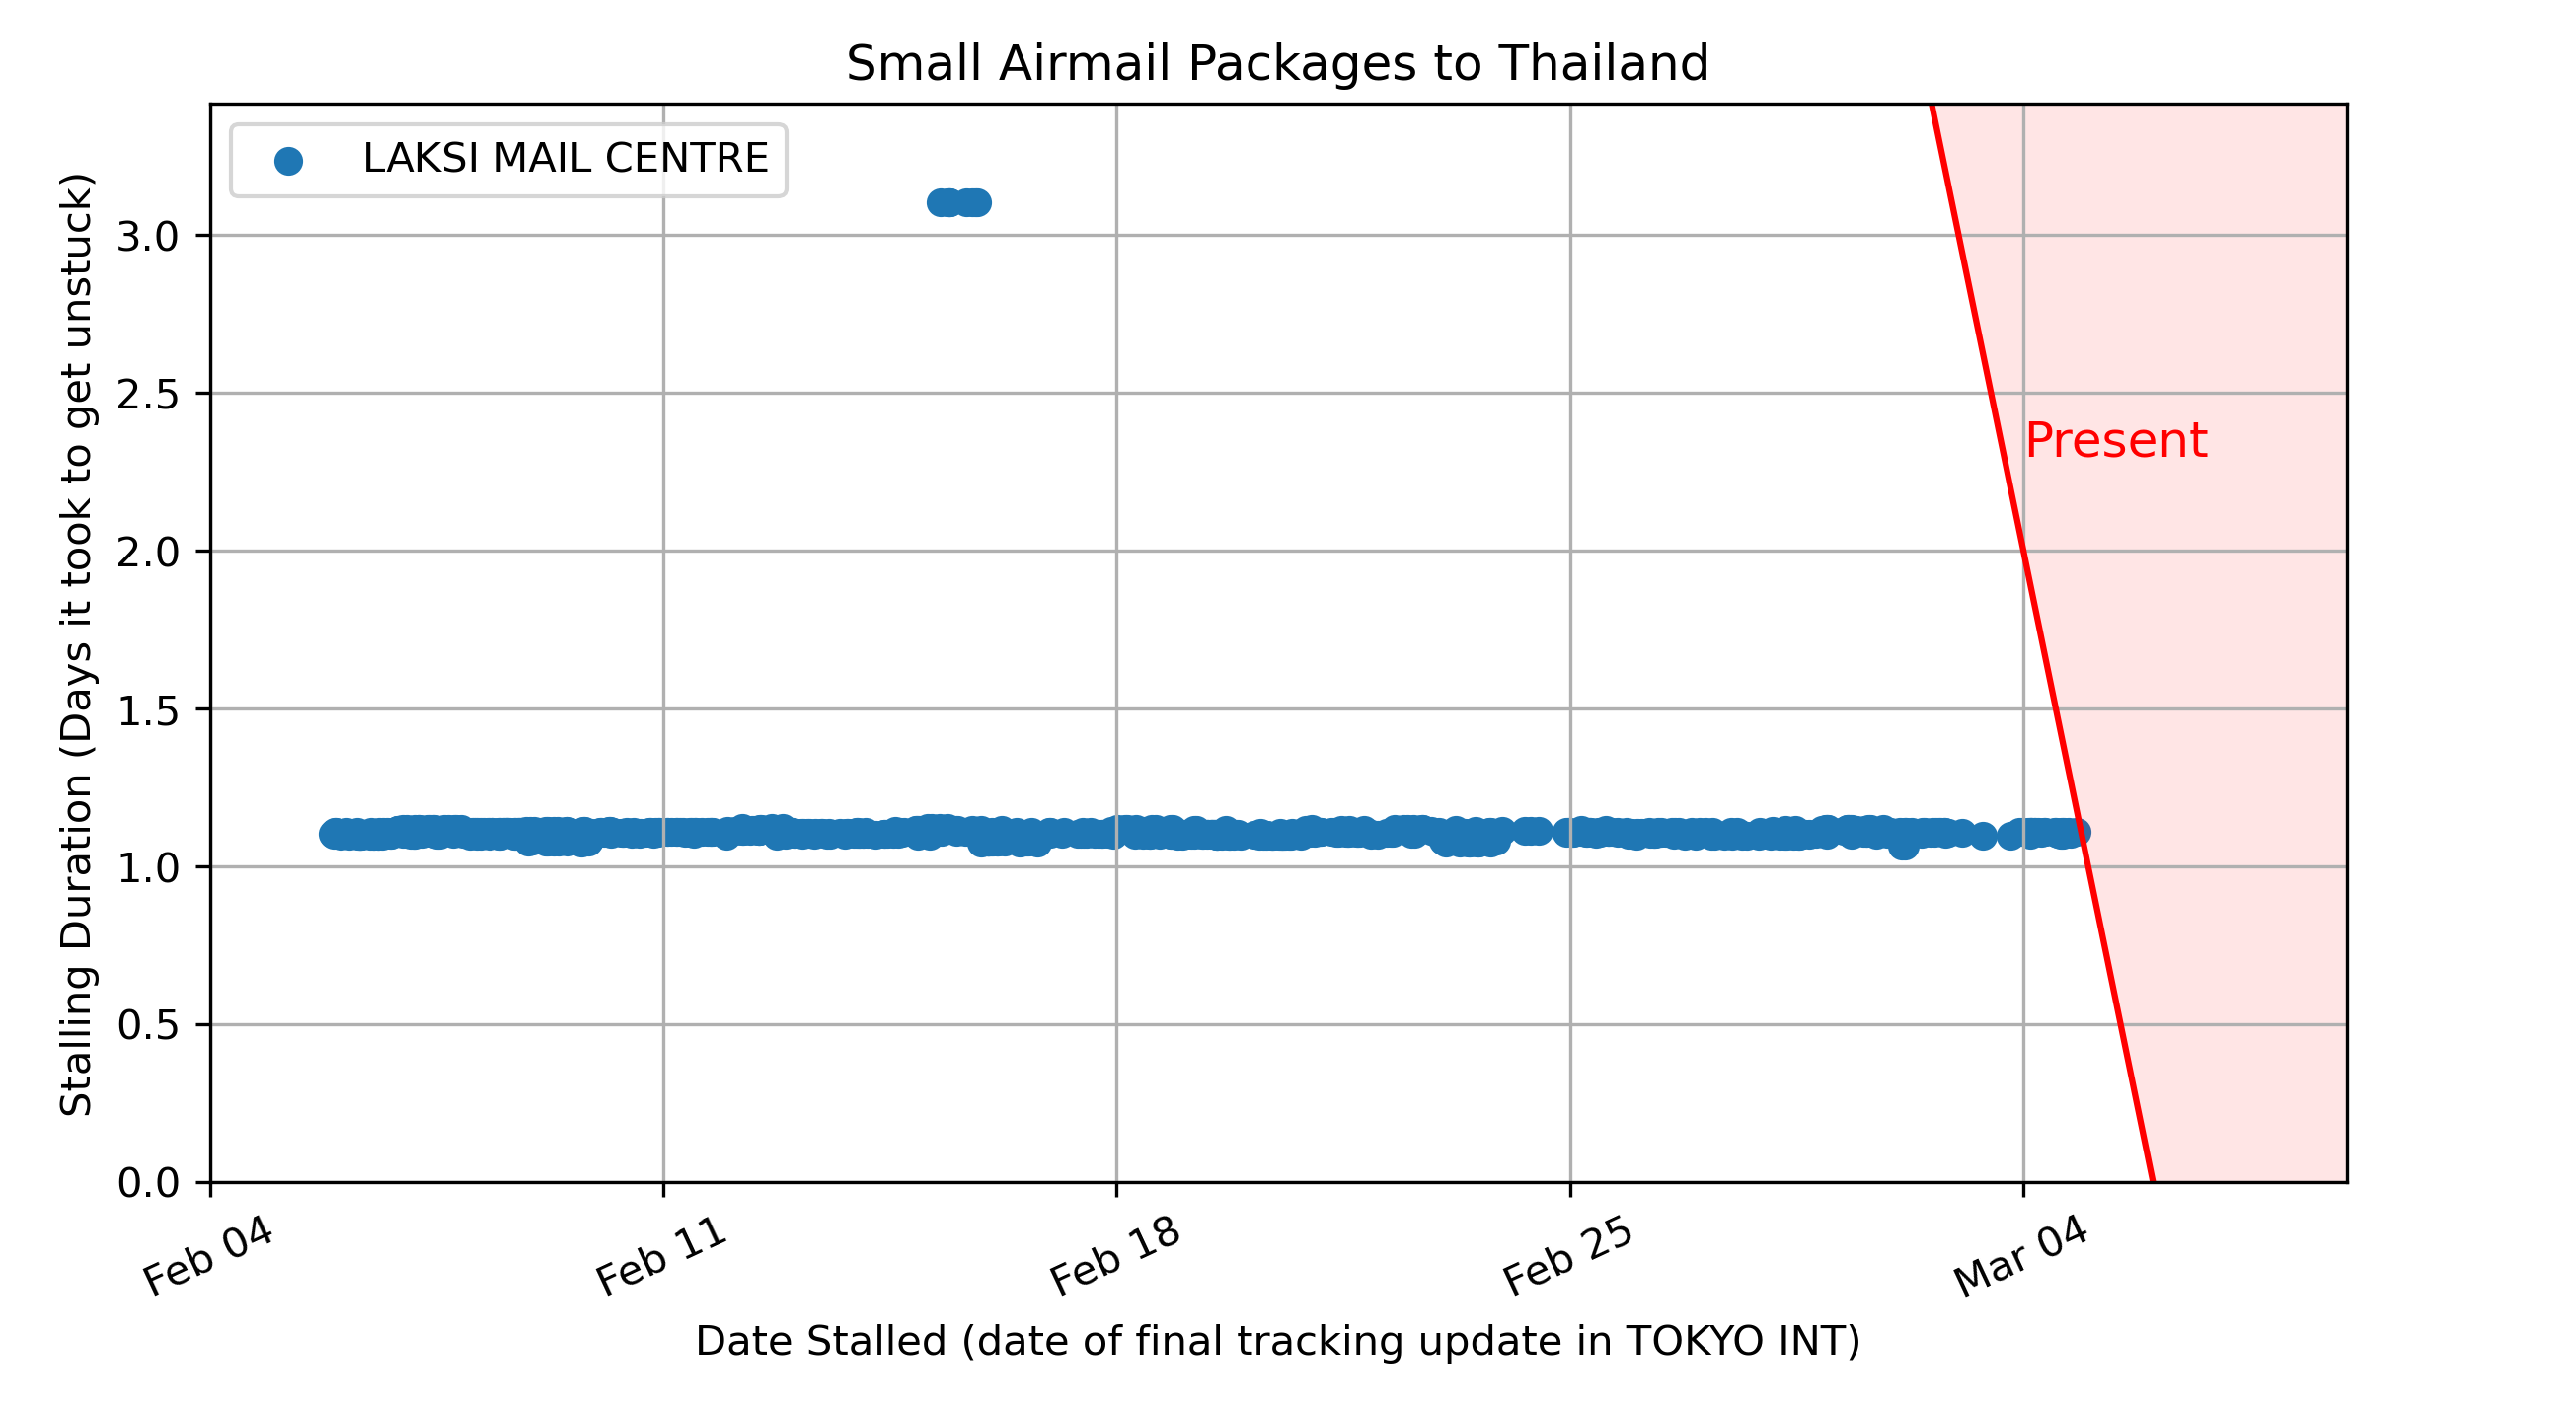 Small Airmail Packages to Thailand
LAKSI MAIL CENTRE
Stalling Duration (Days it took to get unstuck)
3.0
2.5
2.0
1.5
1.0
0.5
0.0
Present
Feb 04
Feb 11
Feb 18
Feb 25
Mar 04
Date Stalled (date of final tracking update in TOKYO INT)